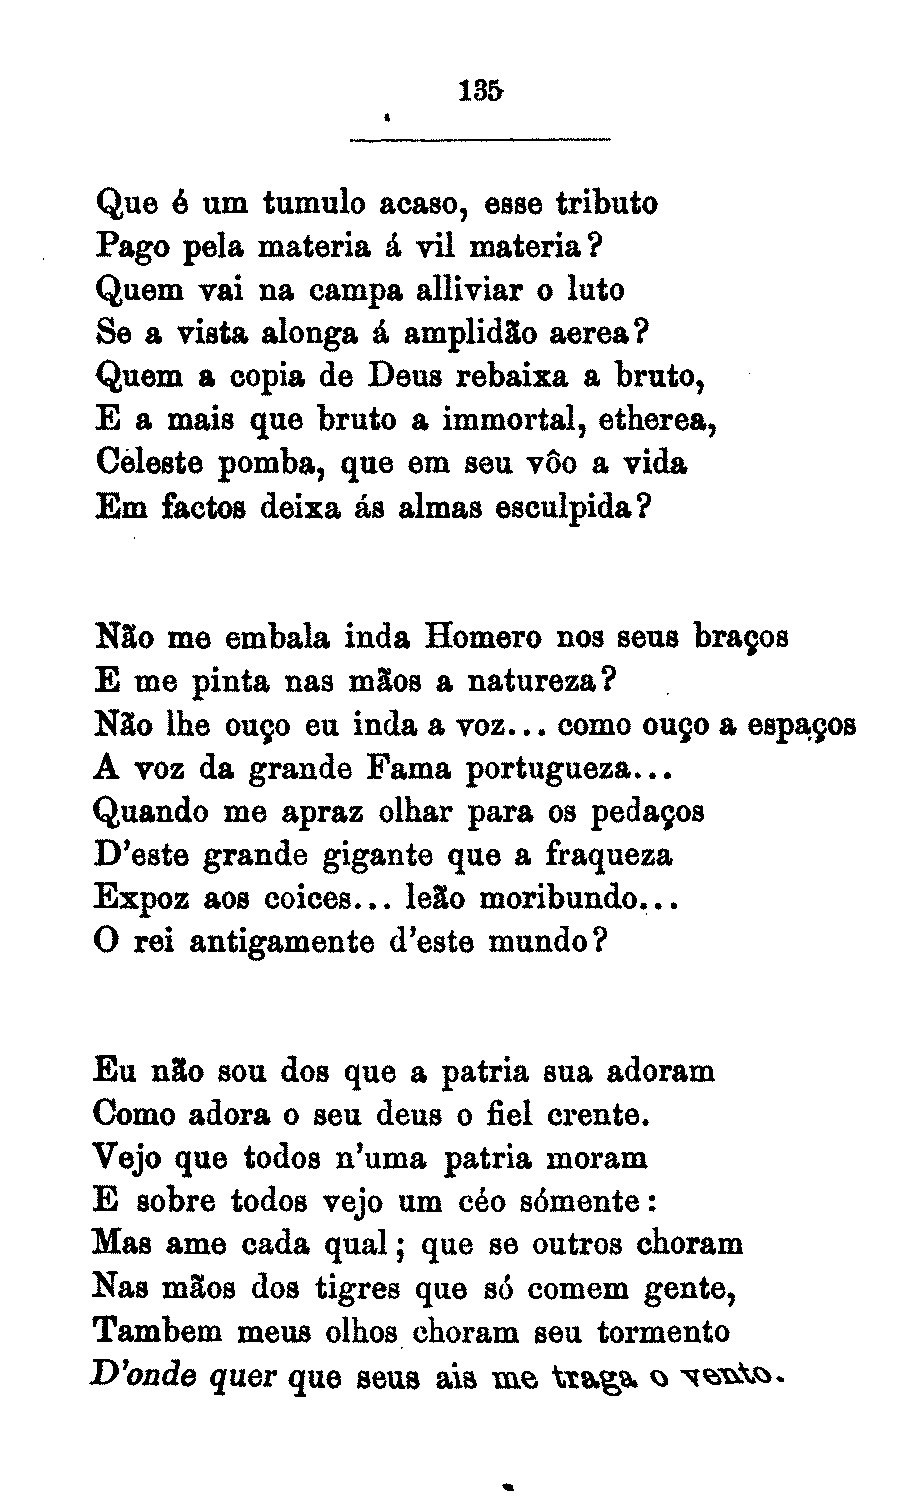 135
Que é um tumulo acaso, esse tributo
Pago pela materia á vil materia?
Quem vai na campa alliviar o luto
Se a vista alonga á amplidão aerea?
Quem a copia de Deus rebaixa a bruto,
E a mais que bruto a immortal, etherea,
Celeste pomba, que em seu vôo a vida
Em factos deixa ás almas esculpida?
Não me embala inda Homero nos seus braços
E me pinta nas mãos a natureza?
Não lhe ouço eu inda a voz... como ouço a espaços
A voz da grande Fama portugueza...
Quando me apraz olhar para os pedaços
D'este grande gigante que a fraqueza
Expoz aos coices... leão moribundo...
O rei antigamente d'este mundo?
Eu não sou dos que a patria sua adoram
Como adora o seu deus o fiel crente.
Vejo que todos n'uma patria moram
E sobre todos vejo um céo sómente:
Mas ame cada qual; que se outros choram
Nas mãos dos tigres que só comem gente,
Tambem meus olhos choram seu tormento
D'onde quer que seus ais me traga o vento.